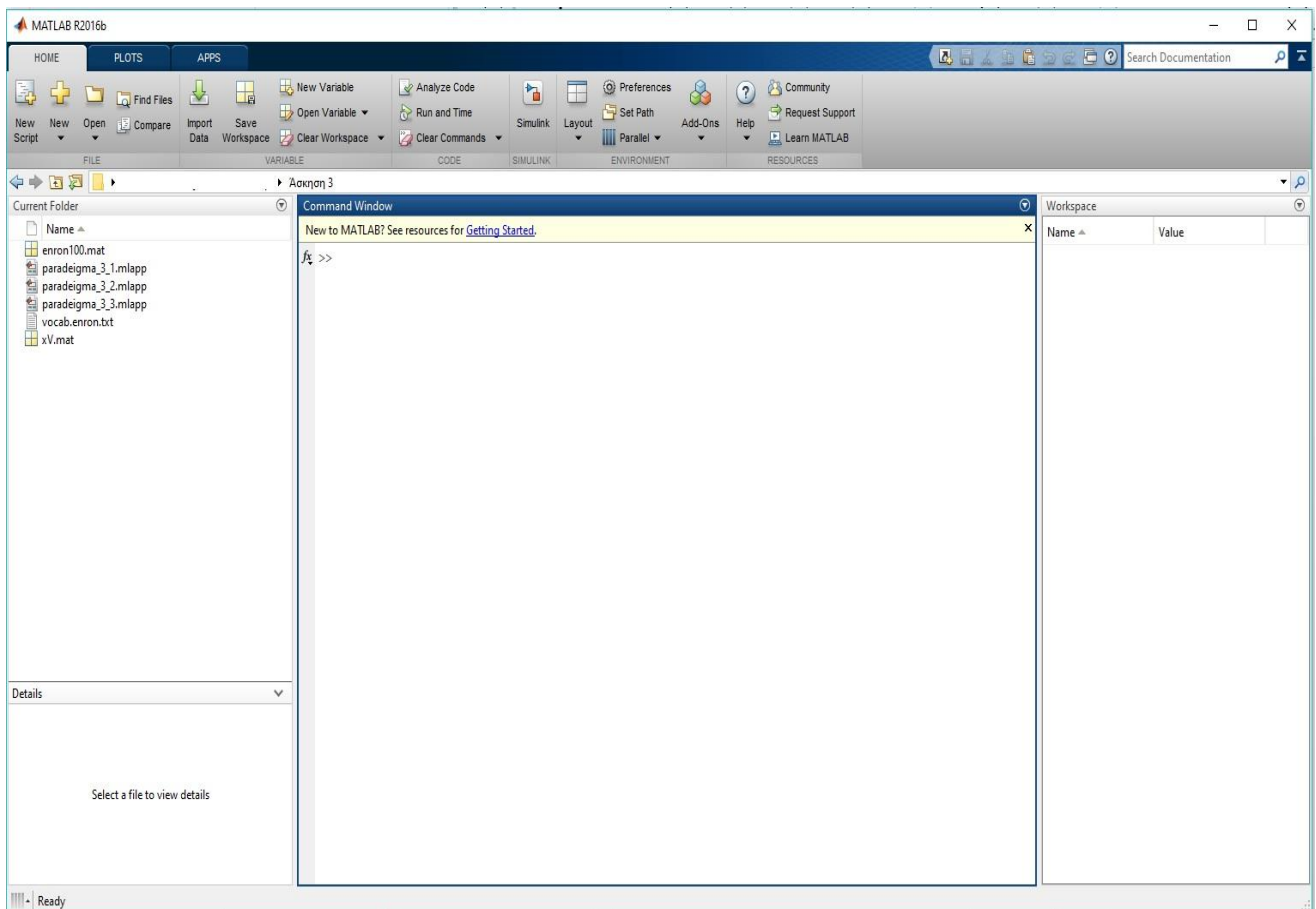 MATLAB R2016b
HOME PLOTS APPS
Search Documentation
New Script
New
Open
Find Files
Compare
Import Data
Save Workspace
New Variable
Open Variable
Clear Workspace
Analyze Code
Run and Time
Clear Commands
Simulink
Layout
Preferences
Set Path
Parallel
Add-Ons
Help
Community
Request Support
Learn MATLAB
FILE VARIABLE CODE SIMULINK ENVIRONMENT RESOURCES
Άσκηση 3
Current Folder
Name
enron100.mat
paradeigma_3_1.mlapp
paradeigma_3_2.mlapp
paradeigma_3_3.mlapp
vocab.enron.txt
xV.mat
Details
Select a file to view details
Command Window
New to MATLAB? See resources for Getting Started.
fx >>
Workspace
Name Value
Ready